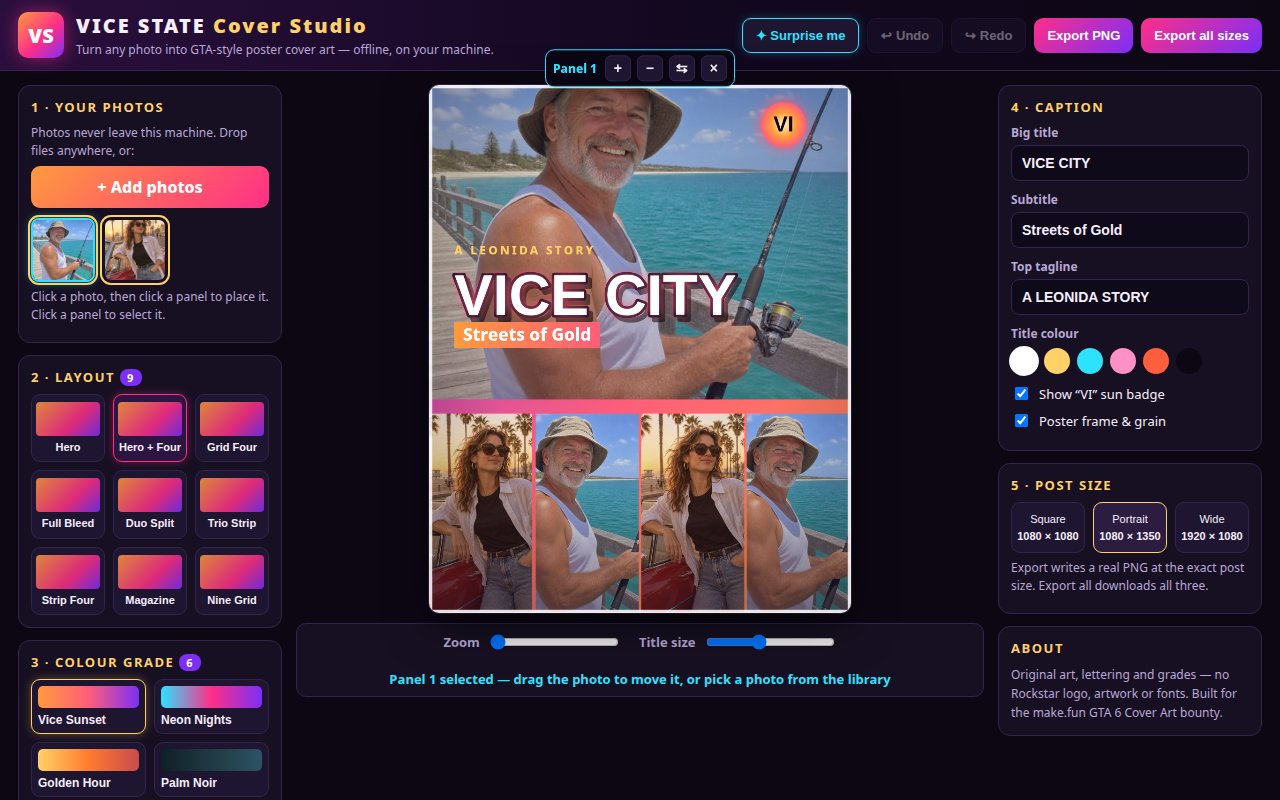 VS
VICE STATE Cover Studio
Turn any photo into GTA-style poster cover art — offline, on your machine.
✦ Surprise me
↩ Undo
↪ Redo
Export PNG
Export all sizes
1 · YOUR PHOTOS
Photos never leave this machine. Drop
files anywhere, or:
+ Add photos
Click a photo, then click a panel to place it.
Click a panel to select it.
2 · LAYOUT 9
Hero
Hero + Four
Grid Four
Full Bleed
Duo Split
Trio Strip
Strip Four
Magazine
Nine Grid
3 · COLOUR GRADE 6
Vice Sunset
Neon Nights
Golden Hour
Palm Noir
Panel 1 + − ⇆ ×
VI
A LEONIDA STORY
VICE CITY
Streets of Gold
Zoom
Title size
Panel 1 selected — drag the photo to move it, or pick a photo from the library
4 · CAPTION
Big title
VICE CITY
Subtitle
Streets of Gold
Top tagline
A LEONIDA STORY
Title colour
Show “VI” sun badge
Poster frame & grain
5 · POST SIZE
Square
1080 × 1080
Portrait
1080 × 1350
Wide
1920 × 1080
Export writes a real PNG at the exact post
size. Export all downloads all three.
ABOUT
Original art, lettering and grades — no
Rockstar logo, artwork or fonts. Built for
the make.fun GTA 6 Cover Art bounty.